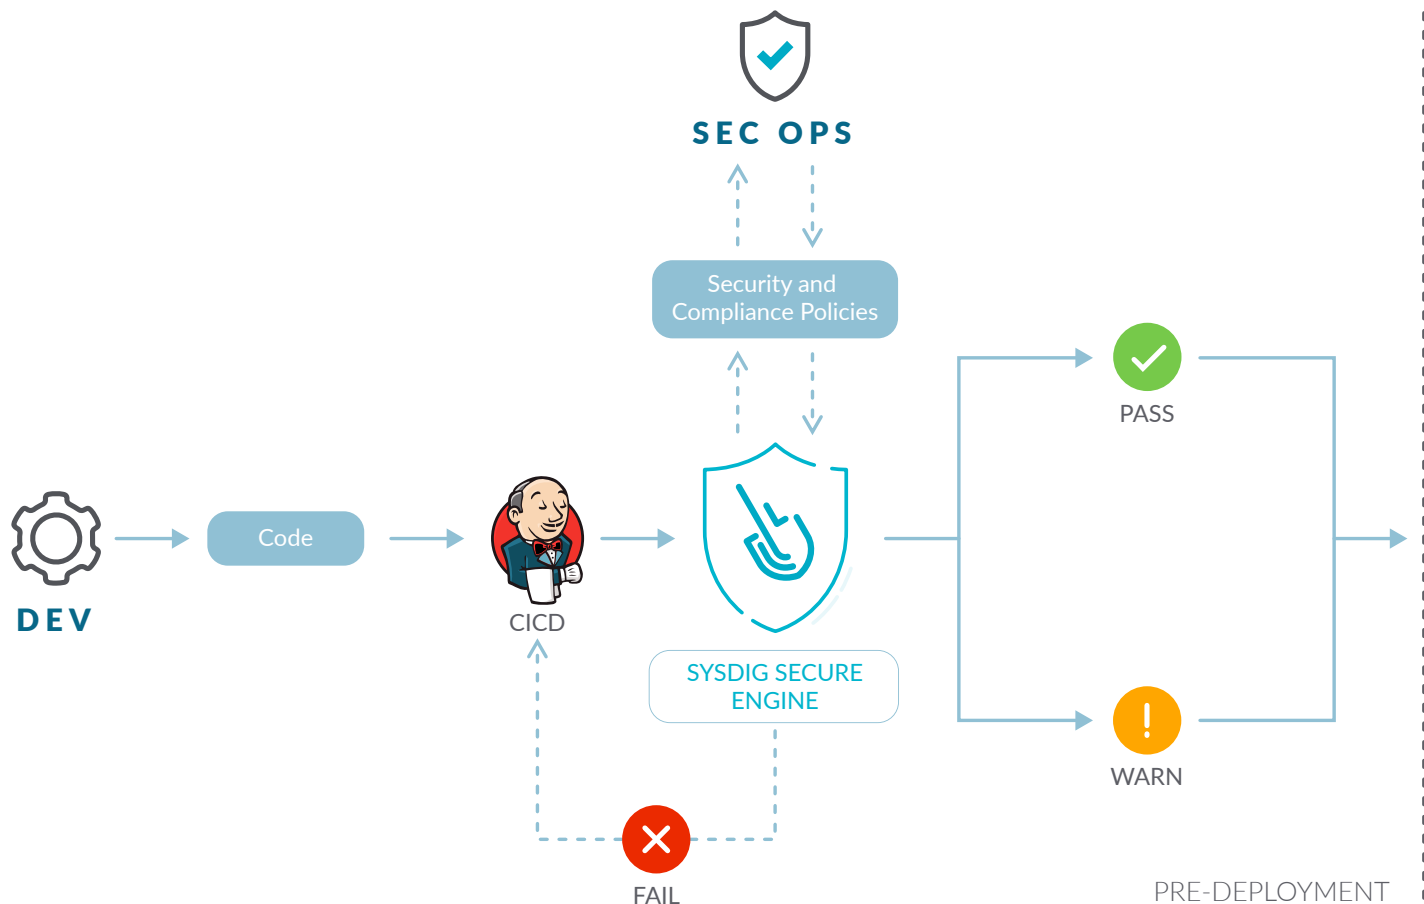 SEC OPS
Security and
Compliance Policies
PASS
Code
DEV
CICD
SYSDIG SECURE
ENGINE
WARN
FAIL
PRE-DEPLOYMENT